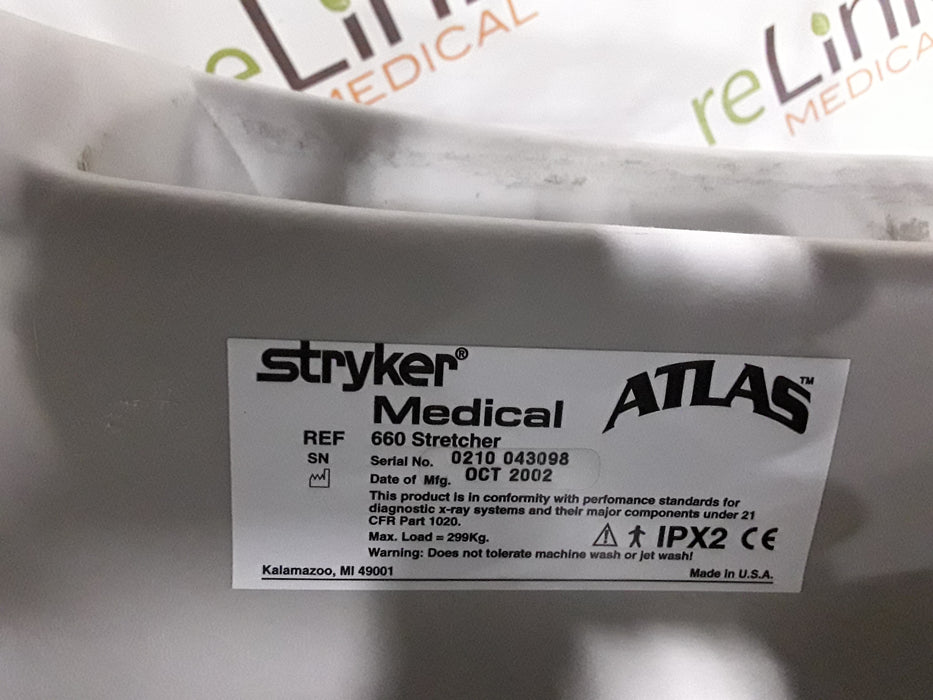 reLink
MEDICAL
reLink
MEDICAL
stryker®
Medical
ATLAS™
REF 660 Stretcher
SN Serial No. 0210 043098
Date of Mfg. OCT 2002
This product is in conformity with perfomance standards for
diagnostic x-ray systems and their major components under 21
CFR Part 1020.
Max. Load = 299Kg.
IPX2 CE
Warning: Does not tolerate machine wash or jet wash!
Kalamazoo, MI 49001
Made in U.S.A.